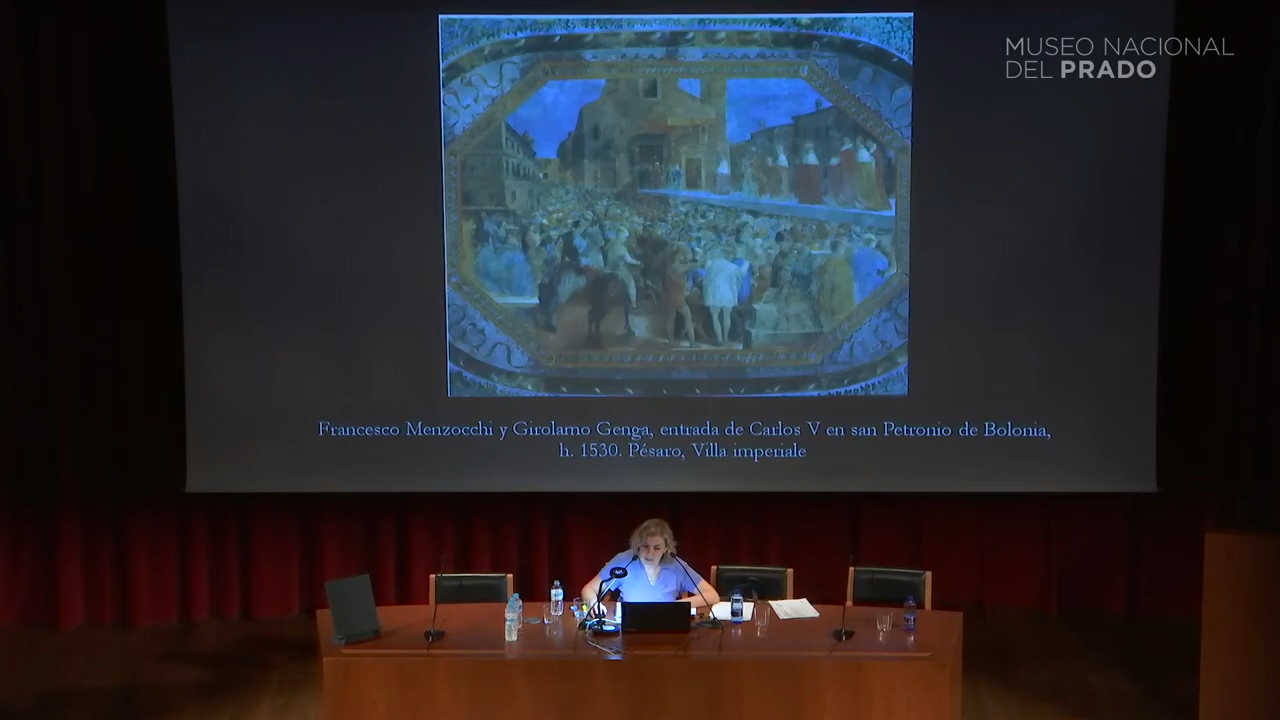 MUSEO NACIONAL
DEL PRADO
Francesco Menzocchi y Girolamo Genga, entrada de Carlos V en san Petronio de Bolonia,
h. 1530. Pésaro, Villa imperiale